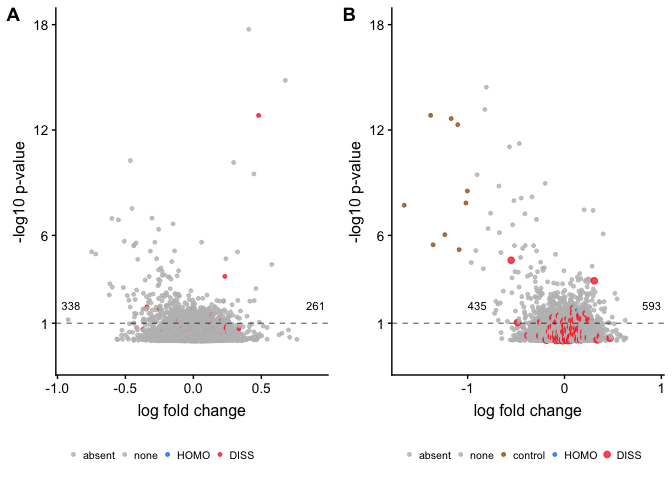 A
B
18
12
6
1
-log10 p-value
338
261
-1.0
-0.5
0.0
0.5
log fold change
absent none HOMO DISS
18
12
6
1
-log10 p-value
435
593
-1
0
1
log fold change
absent none control HOMO DISS